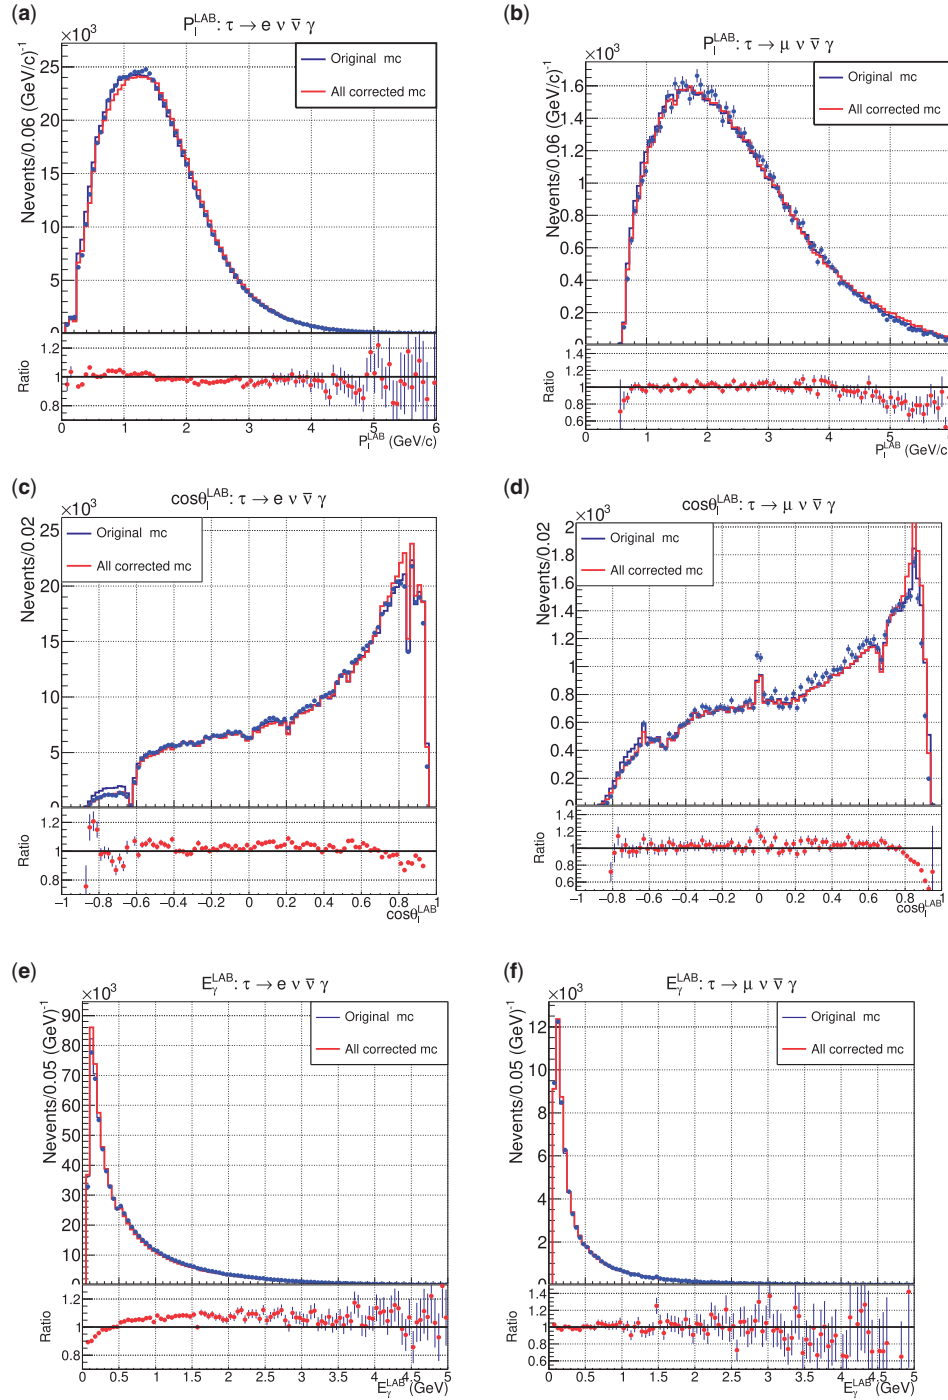 (a)
P_l^LAB: τ → e ν ν̄ γ
×10³
Nevents/0.06 (GeV/c)⁻¹
25
20
15
10
5
0
Original mc
All corrected mc
Ratio
1.2
1
0.8
0 1 2 3 4 5 6
P_l^LAB (GeV/c)
(b)
P_l^LAB: τ → μ ν ν̄ γ
×10³
Nevents/0.06 (GeV/c)⁻¹
1.6
1.4
1.2
1
0.8
0.6
0.4
0.2
0
Original mc
All corrected mc
Ratio
1.4
1.2
1
0.8
0.6
0 1 2 3 4 5 6
P_l^LAB (GeV/c)
(c)
cosθ_l^LAB: τ → e ν ν̄ γ
×10³
Nevents/0.02
25
20
15
10
5
0
Original mc
All corrected mc
Ratio
1.2
1
0.8
−1 −0.8 −0.6 −0.4 −0.2 0 0.2 0.4 0.6 0.8 1
cosθ_l^LAB
(d)
cosθ_l^LAB: τ → μ ν ν̄ γ
×10³
Nevents/0.02
2
1.8
1.6
1.4
1.2
1
0.8
0.6
0.4
0.2
0
Original mc
All corrected mc
Ratio
1.4
1.2
1
0.8
0.6
−1 −0.8 −0.6 −0.4 −0.2 0 0.2 0.4 0.6 0.8 1
cosθ_l^LAB
(e)
E_γ^LAB: τ → e ν ν̄ γ
×10³
Nevents/0.05 (GeV)⁻¹
90
80
70
60
50
40
30
20
10
0
Original mc
All corrected mc
Ratio
1.2
1
0.8
0 0.5 1 1.5 2 2.5 3 3.5 4 4.5 5
E_γ^LAB (GeV)
(f)
E_γ^LAB: τ → μ ν ν̄ γ
×10³
Nevents/0.05 (GeV)⁻¹
12
10
8
6
4
2
0
Original mc
All corrected mc
Ratio
1.4
1.2
1
0.8
0.6
0 0.5 1 1.5 2 2.5 3 3.5 4 4.5 5
E_γ^LAB (GeV)